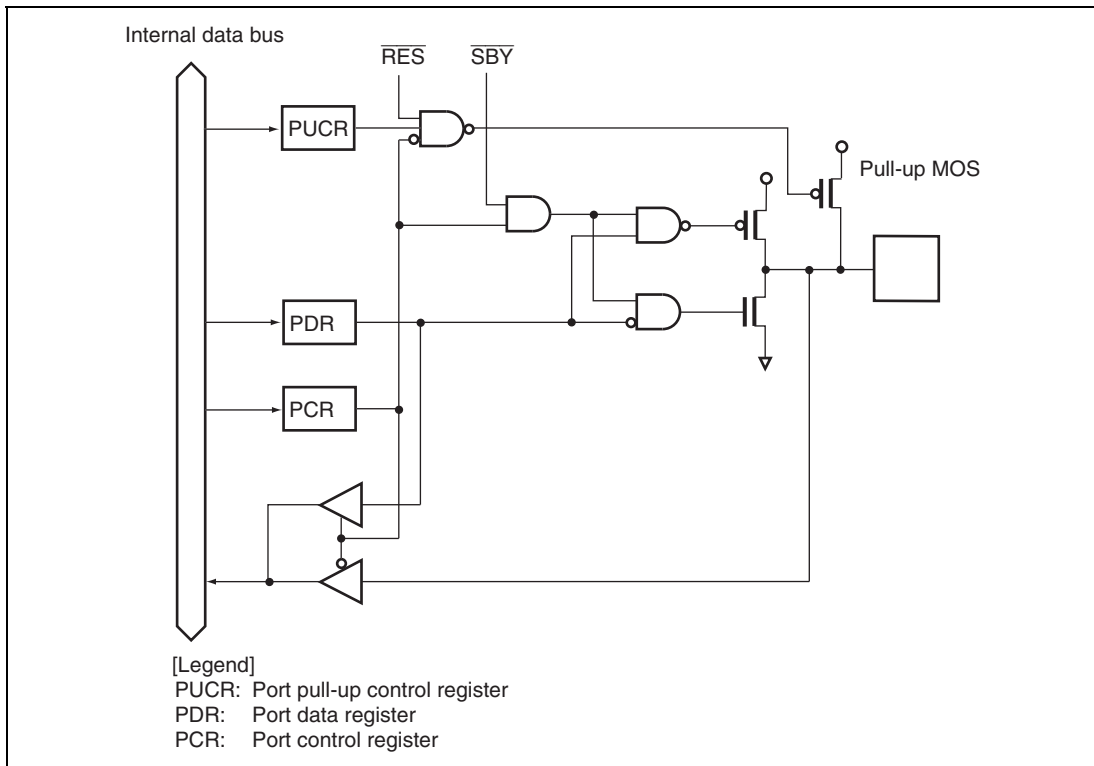 Internal data bus
RES
SBY
PUCR
Pull-up MOS
PDR
PCR
[Legend]
PUCR: Port pull-up control register
PDR: Port data register
PCR: Port control register